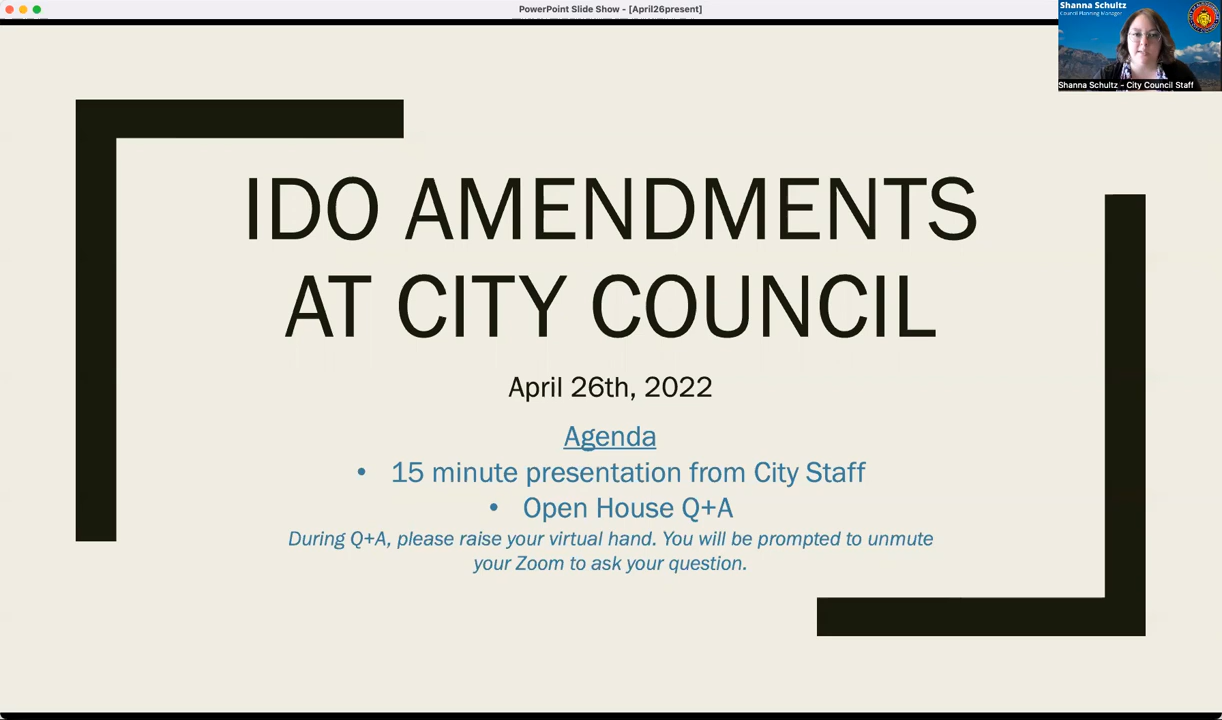 PowerPoint Slide Show - [April26present]
Shanna Schultz
Council Planning Manager
Shanna Schultz - City Council Staff
IDO AMENDMENTS
AT CITY COUNCIL
April 26th, 2022
Agenda
• 15 minute presentation from City Staff
• Open House Q+A
During Q+A, please raise your virtual hand. You will be prompted to unmute
your Zoom to ask your question.